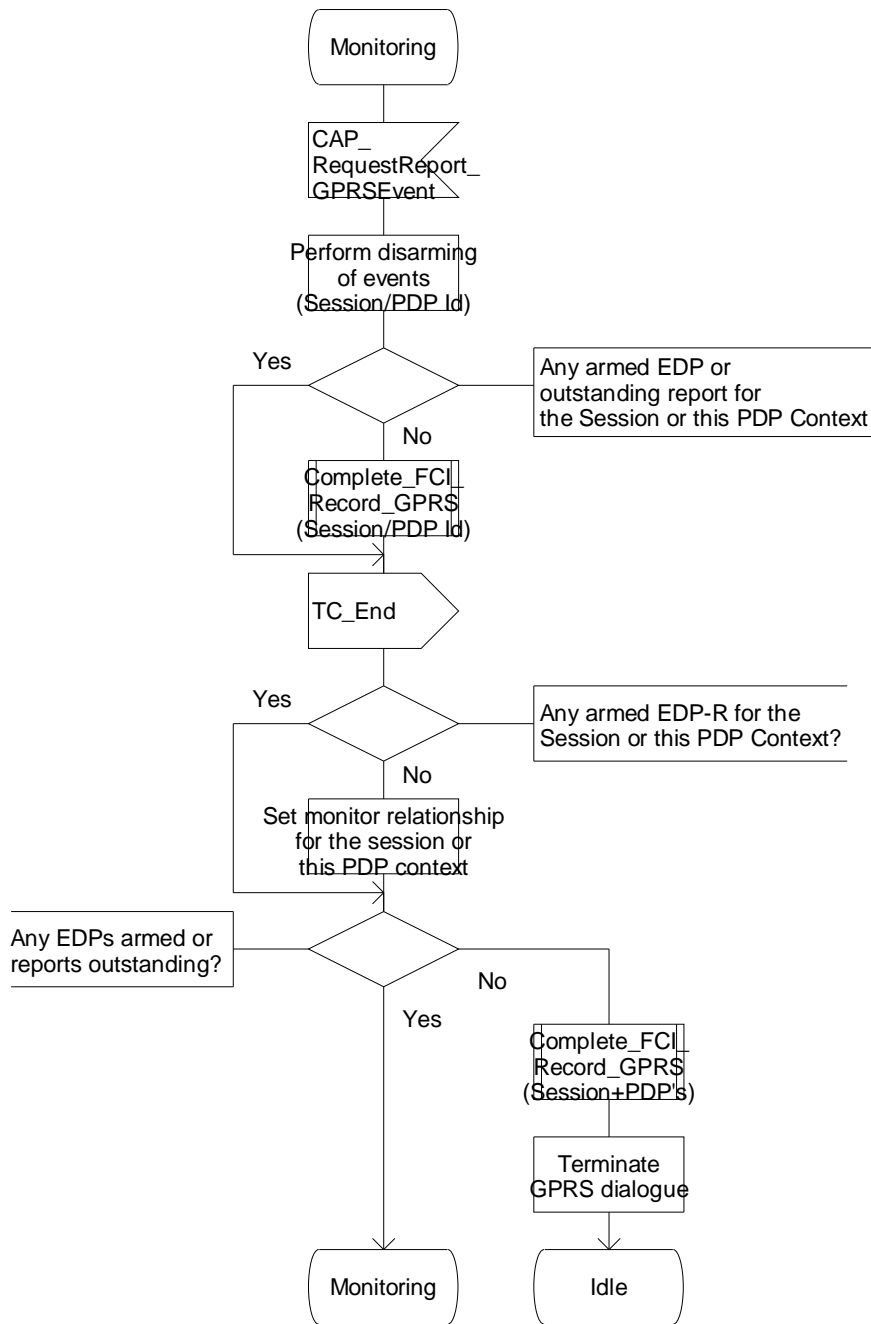 Monitoring
CAP_
RequestReport_
GPRSEvent
Perform disarming
of events
(Session/PDP Id)
Yes
Any armed EDP or
outstanding report for
the Session or this PDP Context
No
Complete_FCI_
Record_GPRS
(Session/PDP Id)
TC_End
Yes
Any armed EDP-R for the
Session or this PDP Context?
No
Set monitor relationship
for the session or
this PDP context
Any EDPs armed or
reports outstanding?
No
Yes
Complete_FCI_
Record_GPRS
(Session+PDP's)
Terminate
GPRS dialogue
Monitoring
Idle